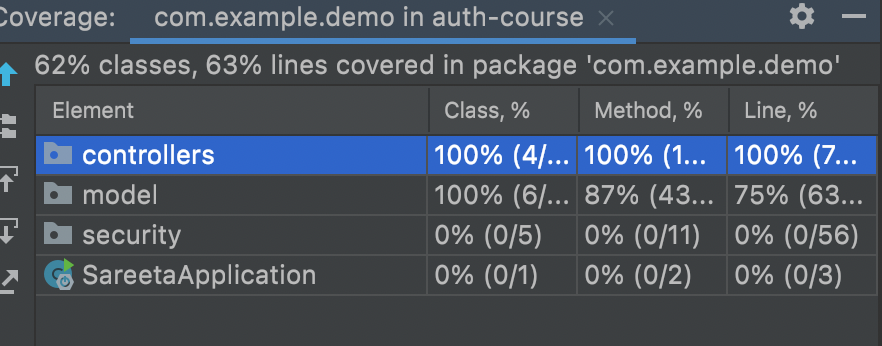 Coverage: com.example.demo in auth-course
62% classes, 63% lines covered in package 'com.example.demo'
Element Class, % Method, % Line, %
controllers 100% (4/... 100% (1... 100% (7...
model 100% (6/... 87% (43... 75% (63...
security 0% (0/5) 0% (0/11) 0% (0/56)
SareetaApplication 0% (0/1) 0% (0/2) 0% (0/3)